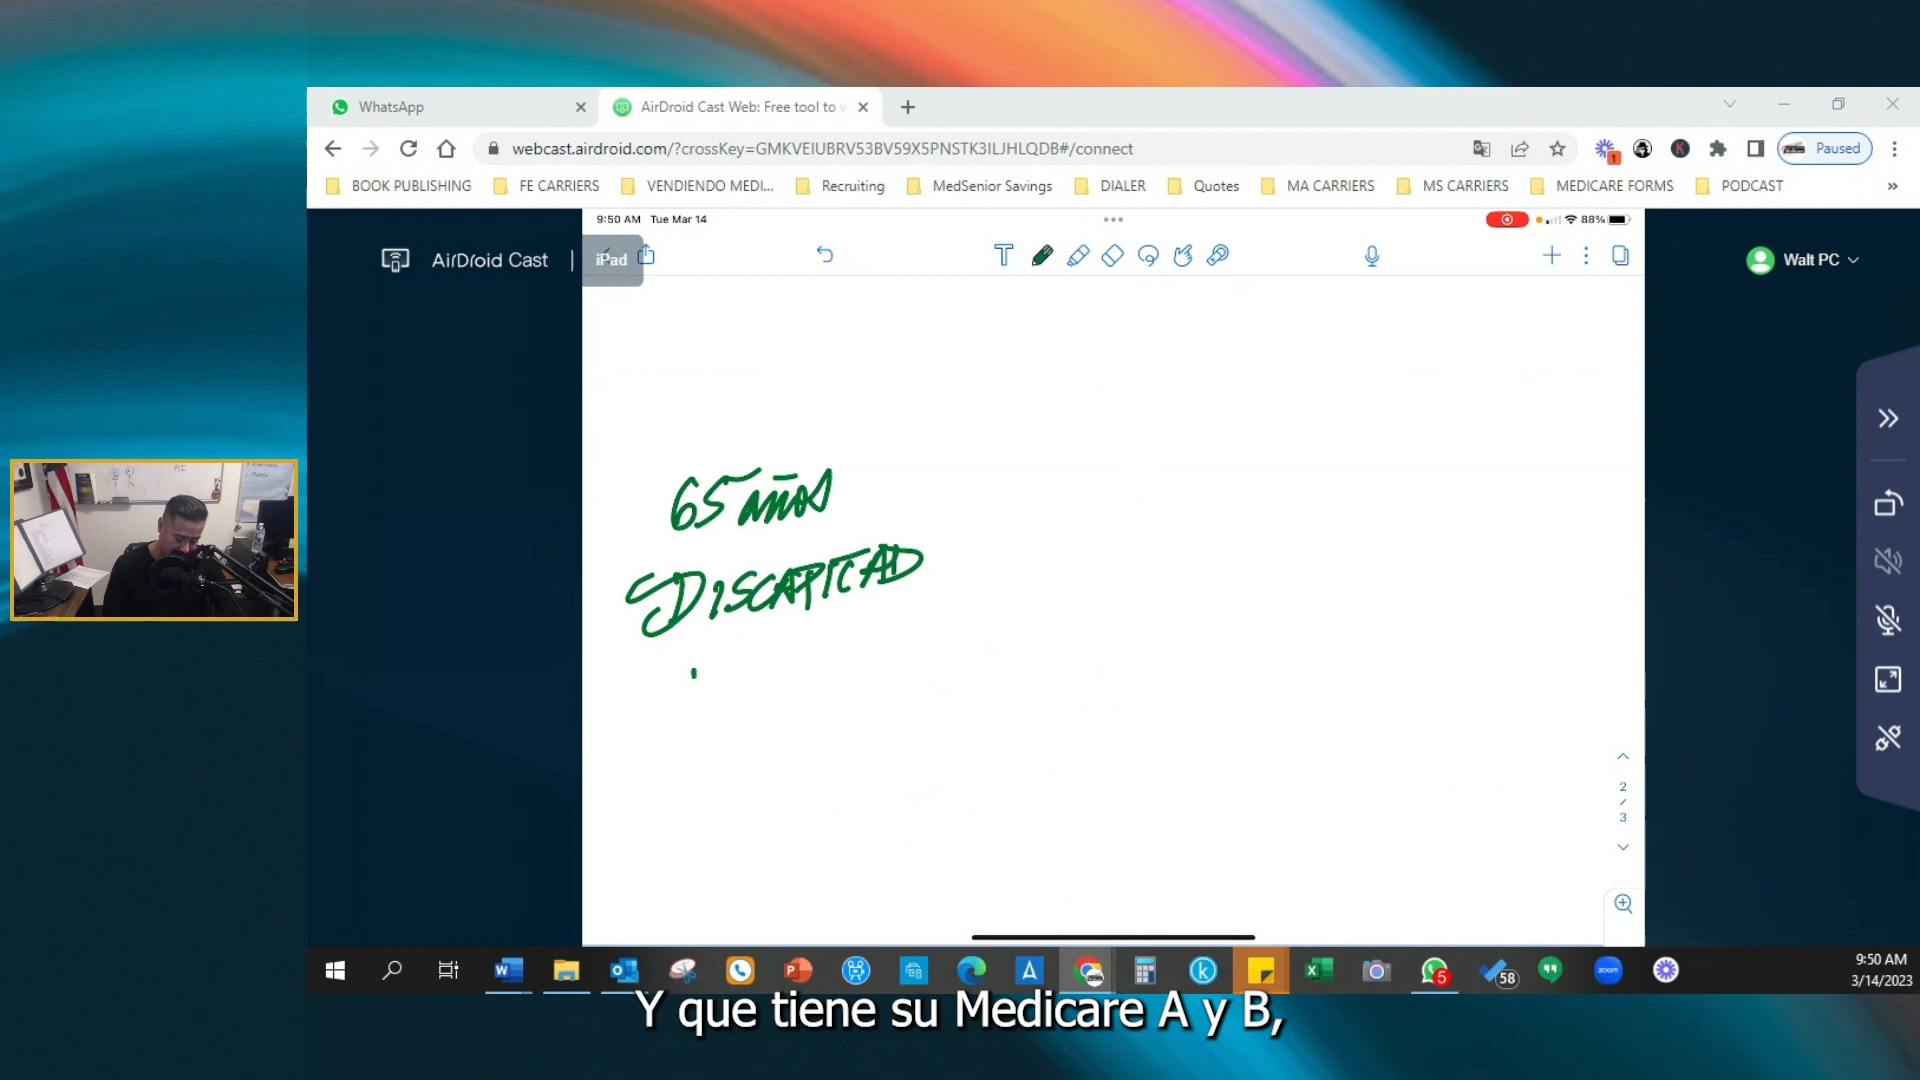 WhatsApp
AirDroid Cast Web: Free tool to w
webcast.airdroid.com/?crossKey=GMKVEIUBRV53BV59X5PNSTK3ILJHLQDB#/connect
1
Paused
BOOK PUBLISHING
FE CARRIERS
VENDIENDO MEDI...
Recruiting
MedSenior Savings
DIALER
Quotes
MA CARRIERS
MS CARRIERS
MEDICARE FORMS
PODCAST
»
9:50 AM Tue Mar 14
88%
AirDroid Cast
iPad
Walt PC
65 años
DISCAPICAD
2
/
3
AI
58
5
zoom
9:50 AM
3/14/2023
Y que tiene su Medicare A y B,